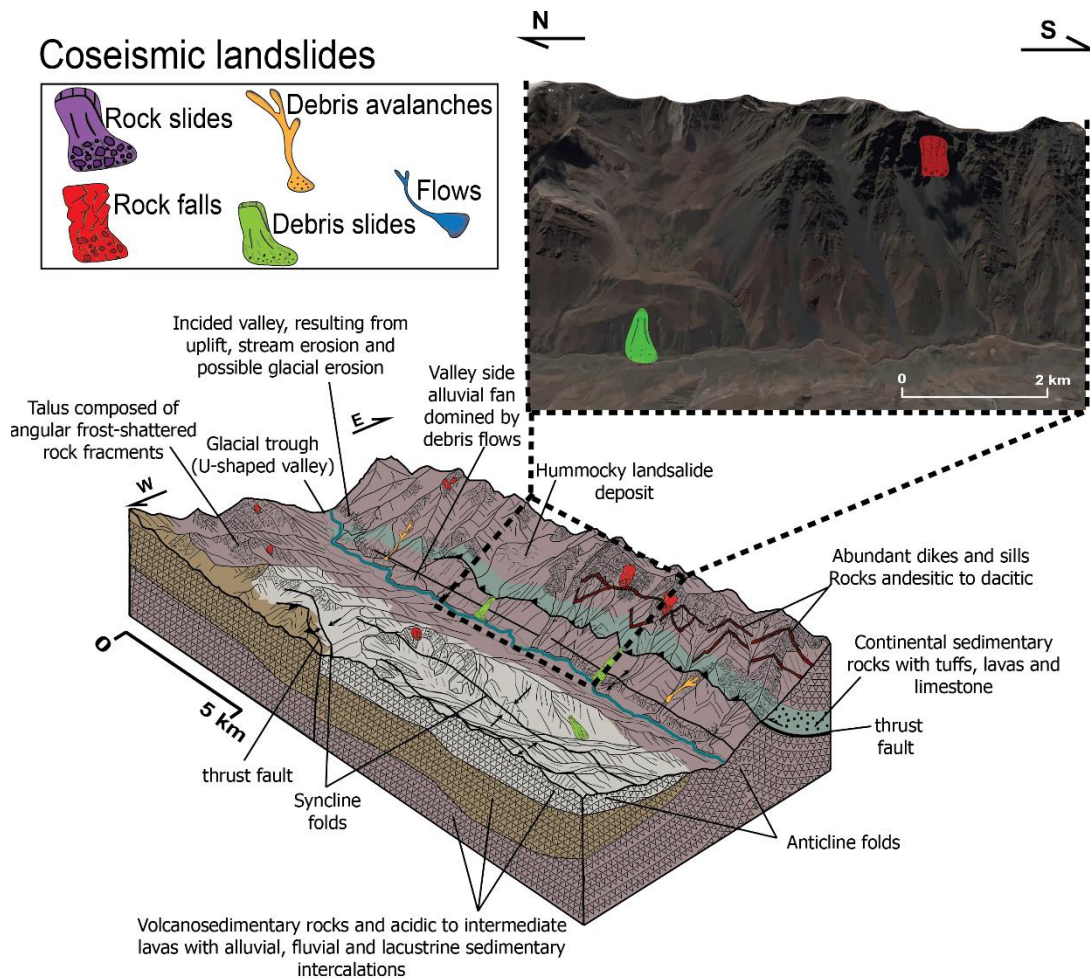 N
S
Coseismic landslides
Rock slides
Debris avalanches
Rock falls
Debris slides
Flows
0
2 km
Incided valley, resulting from
uplift, stream erosion and
possible glacial erosion
Valley side
alluvial fan
domined by
debris flows
Talus composed of
angular frost-shattered
rock fragments
Glacial trough
(U-shaped valley)
E
W
Hummocky landsalide
deposit
Abundant dikes and sills
Rocks andesitic to dacitic
Continental sedimentary
rocks with tuffs, lavas and
limestone
thrust
fault
0
5 km
thrust fault
Syncline
folds
Anticline folds
Volcanosedimentary rocks and acidic to intermediate
lavas with alluvial, fluvial and lacustrine sedimentary
intercalations